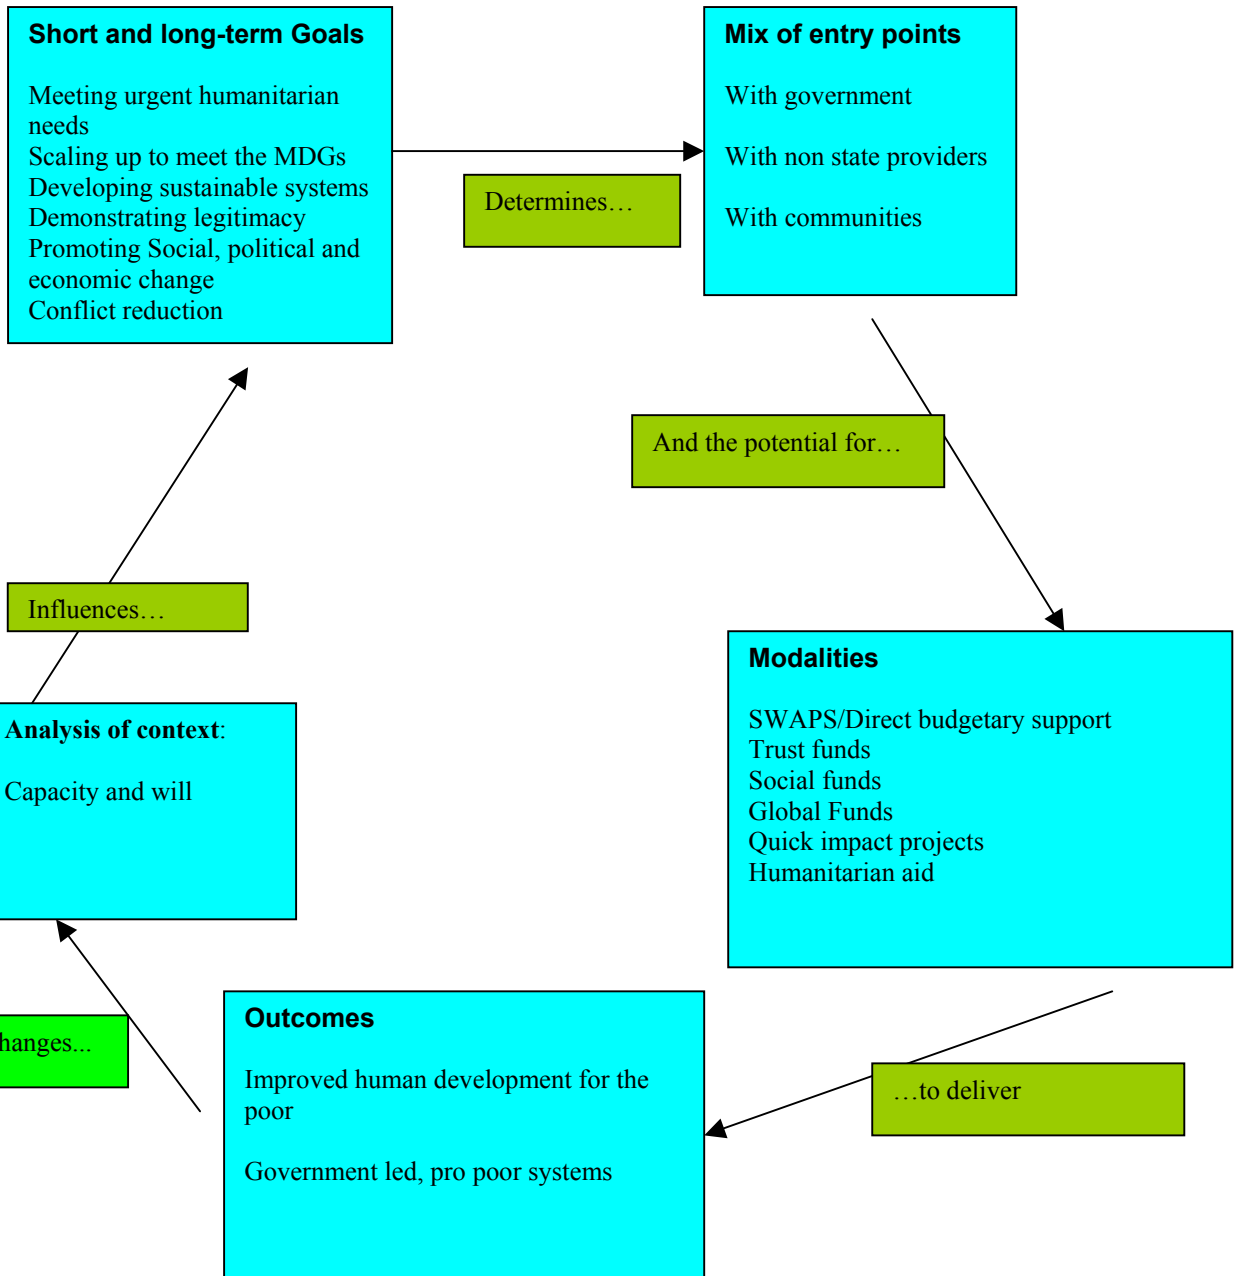 Short and long-term Goals
Meeting urgent humanitarian
needs
Scaling up to meet the MDGs
Developing sustainable systems
Demonstrating legitimacy
Promoting Social, political and
economic change
Conflict reduction
Determines…
Mix of entry points
With government
With non state providers
With communities
And the potential for…
Modalities
SWAPS/Direct budgetary support
Trust funds
Social funds
Global Funds
Quick impact projects
Humanitarian aid
…to deliver
Outcomes
Improved human development for the
poor
Government led, pro poor systems
hanges...
Analysis of context:
Capacity and will
Influences…